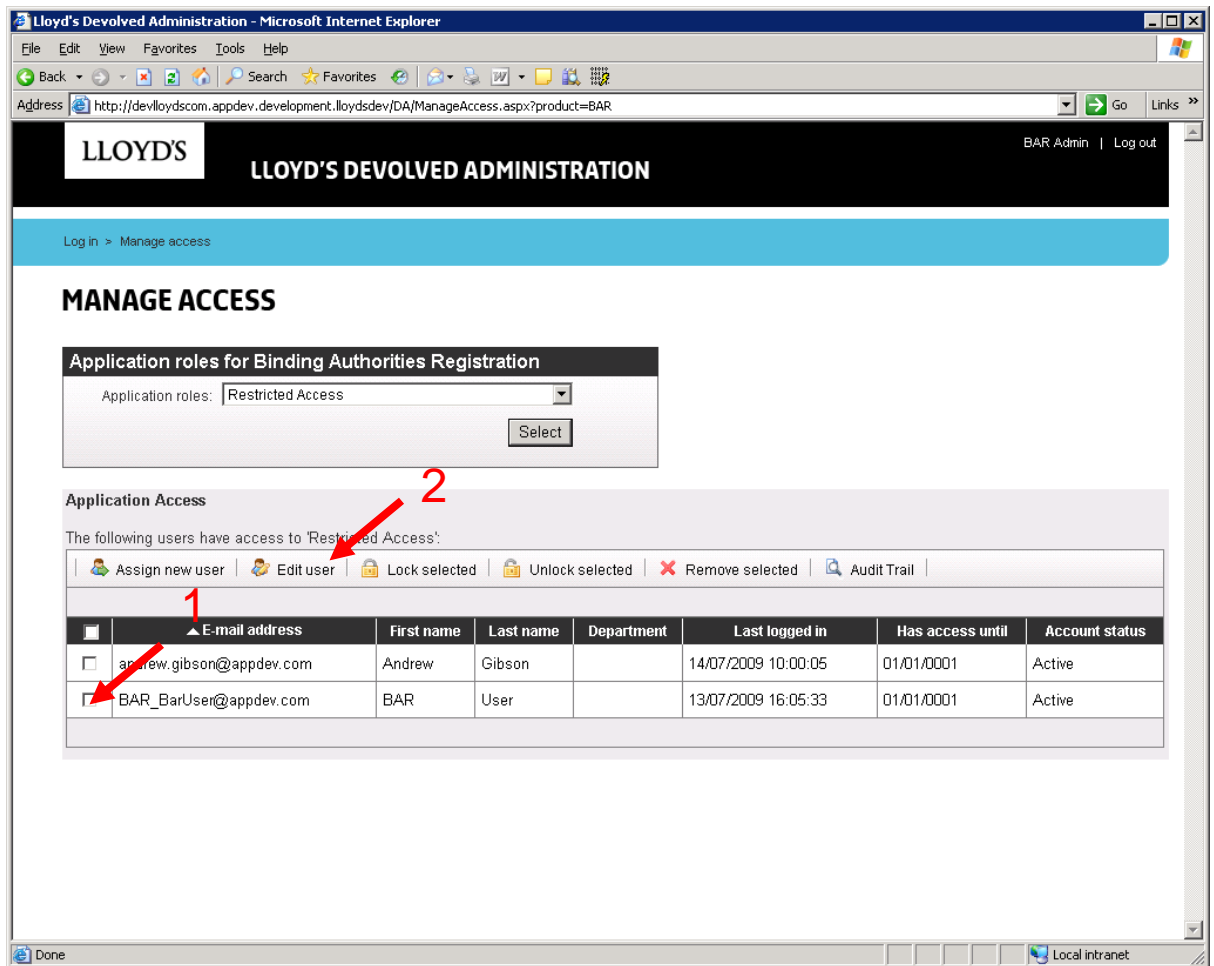 Lloyd's Devolved Administration - Microsoft Internet Explorer
File Edit View Favorites Tools Help
Back Search Favorites
Address http://devlloydscom.appdev.development.lloydsdev/DA/ManageAccess.aspx?product=BAR Go Links »
LLOYD'S
BAR Admin | Log out
LLOYD'S DEVOLVED ADMINISTRATION
Log in > Manage access
MANAGE ACCESS
Application roles for Binding Authorities Registration
Application roles: Restricted Access
Select
2
Application Access
The following users have access to 'Restricted Access':
Assign new user | Edit user | Lock selected | Unlock selected | Remove selected | Audit Trail |
1
E-mail address First name Last name Department Last logged in Has access until Account status
andrew.gibson@appdev.com Andrew Gibson 14/07/2009 10:00:05 01/01/0001 Active
BAR_BarUser@appdev.com BAR User 13/07/2009 16:05:33 01/01/0001 Active
Done Local intranet